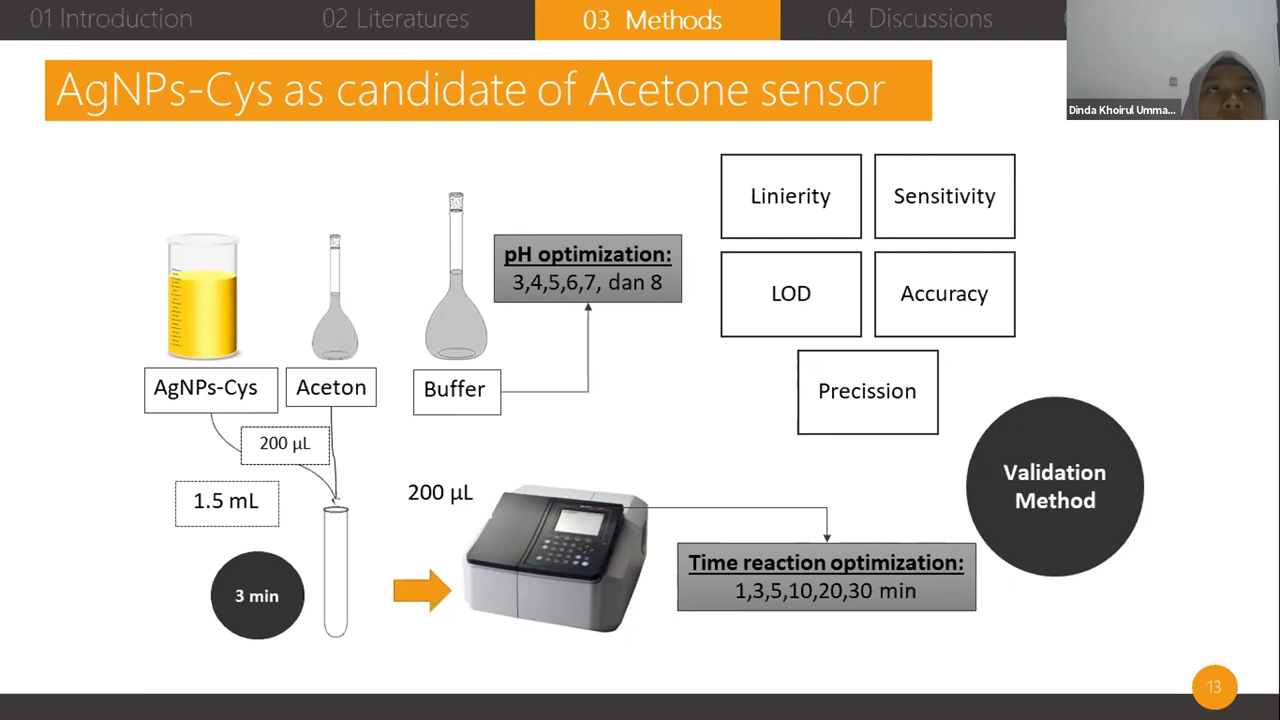 01 Introduction
02 Literatures
03 Methods
04 Discussions
AgNPs-Cys as candidate of Acetone sensor
Dinda Khoirul Umma...
Linierity
Sensitivity
pH optimization:
3,4,5,6,7, dan 8
LOD
Accuracy
AgNPs-Cys
Aceton
Buffer
Precission
200 µL
1.5 mL
200 µL
Validation
Method
3 min
Time reaction optimization:
1,3,5,10,20,30 min
13